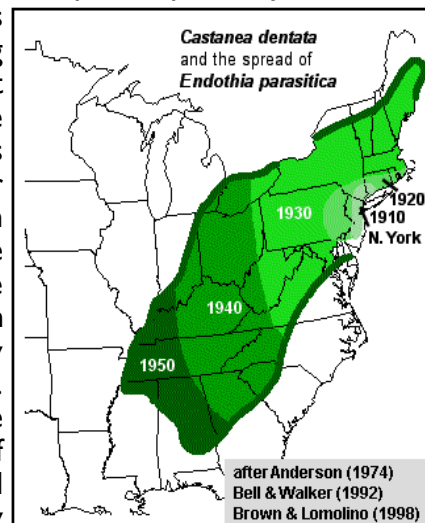 Castanea dentata
and the spread of
Endothia parasitica
1930
1920
1910
N. York
1940
1950
after Anderson (1974)
Bell & Walker (1992)
Brown & Lomolino (1998)